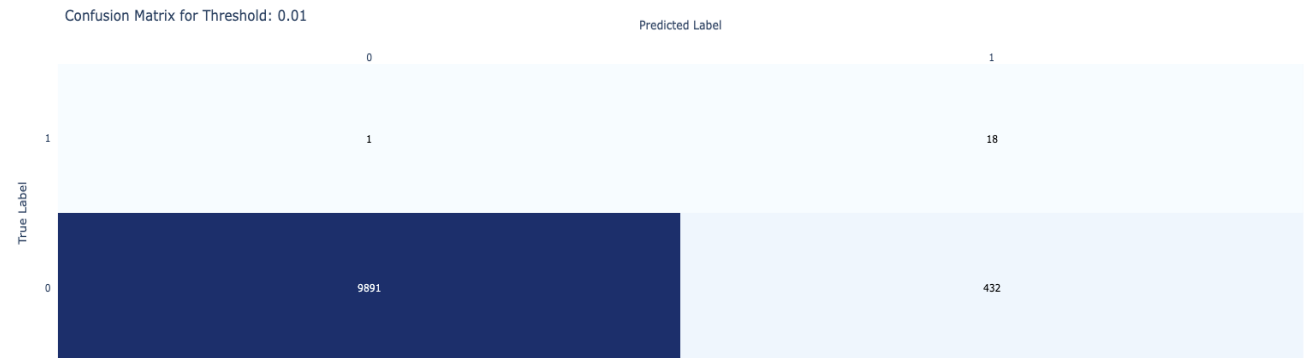 Confusion Matrix for Threshold: 0.01
Predicted Label
0 1
1 1 18
True Label
0 9891 432